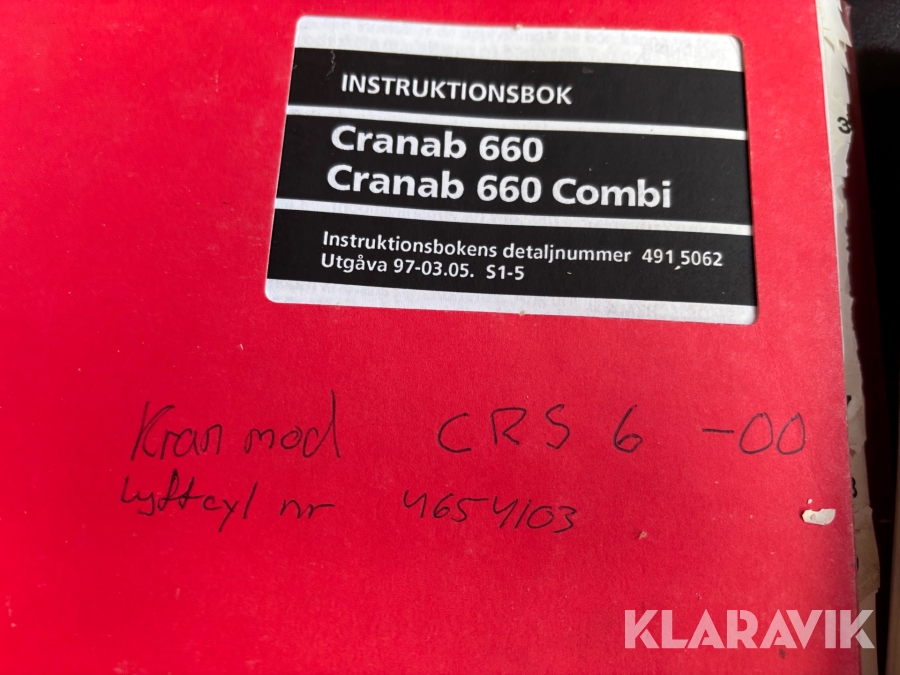 INSTRUKTIONSBOK
Cranab 660
Cranab 660 Combi
Instruktionsbokens detaljnummer 491 5062
Utgåva 97-03.05. S1-5
Kran mod CRS 6 -00
Lyftcyl nr 4654103
KLARAVIK